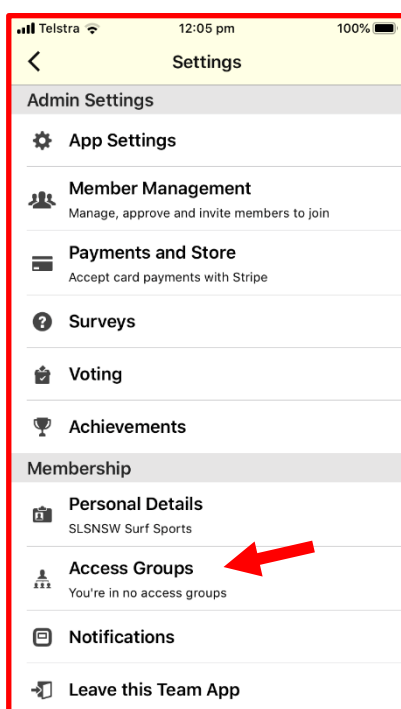 Telstra 12:05 pm 100%
Settings
Admin Settings
App Settings
Member Management
Manage, approve and invite members to join
Payments and Store
Accept card payments with Stripe
Surveys
Voting
Achievements
Membership
Personal Details
SLSNSW Surf Sports
Access Groups
You're in no access groups
Notifications
Leave this Team App